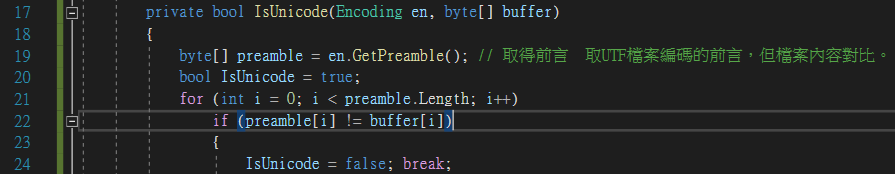 17 private bool IsUnicode(Encoding en, byte[] buffer)
18 {
19 byte[] preamble = en.GetPreamble(); // 取得前言 取UTF檔案編碼的前言,但檔案內容對比。
20 bool IsUnicode = true;
21 for (int i = 0; i < preamble.Length; i++)
22 if (preamble[i] != buffer[i])
23 {
24 IsUnicode = false; break;